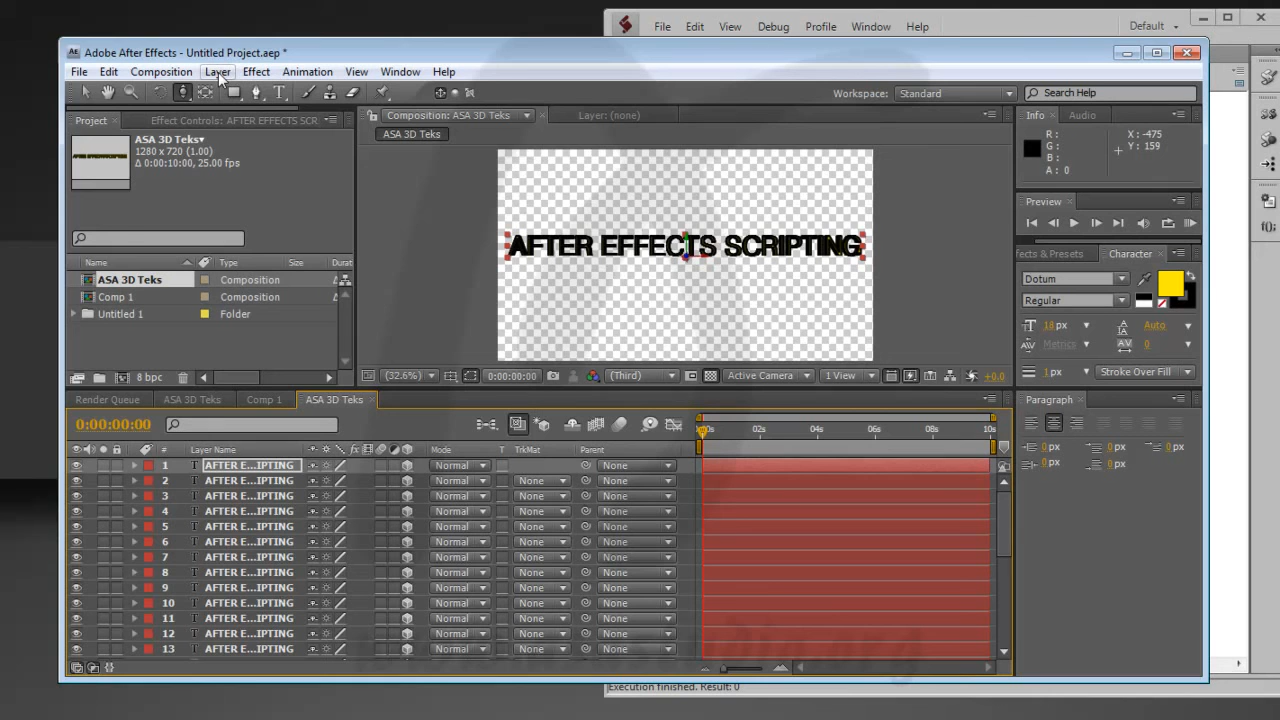 File Edit View Debug Profile Window Help Default
Adobe After Effects - Untitled Project.aep *
File Edit Composition Layer Effect Animation View Window Help
Workspace: Standard Search Help
Project Effect Controls: AFTER EFFECTS SCR
Composition: ASA 3D Teks Layer: (none)
Info Audio
ASA 3D Teks
1280 x 720 (1.00)
Δ 0:00:10:00, 25.00 fps
ASA 3D Teks
R :
G :
B :
A : 0
X : -475
Y : 159
Preview
AFTER EFFECTS SCRIPTING
Name Type Size Durat
ASA 3D Teks Composition
Comp 1 Composition
Untitled 1 Folder
8 bpc
ffects & Presets Character
Dotum
Regular
18 px Auto
Metrics 0
1 px Stroke Over Fill
(32.6%) 0:00:00:00 (Third) Active Camera 1 View +0.0
Render Queue ASA 3D Teks Comp 1 ASA 3D Teks
Paragraph
0 px 0 px 0 px
0 px 0 px
0:00:00:00
02s 04s 06s 08s 10s
# Layer Name Mode T TrkMat Parent
1 T AFTER E...IPTING Normal None
2 T AFTER E...IPTING Normal None None
3 T AFTER E...IPTING Normal None None
4 T AFTER E...IPTING Normal None None
5 T AFTER E...IPTING Normal None None
6 T AFTER E...IPTING Normal None None
7 T AFTER E...IPTING Normal None None
8 T AFTER E...IPTING Normal None None
9 T AFTER E...IPTING Normal None None
10 T AFTER E...IPTING Normal None None
11 T AFTER E...IPTING Normal None None
12 T AFTER E...IPTING Normal None None
13 T AFTER E...IPTING Normal None None
Execution finished. Result: 0